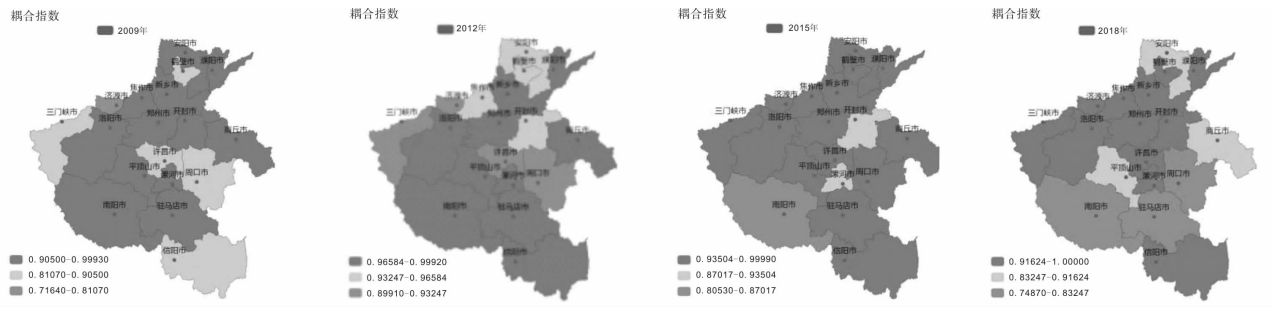 耦合指数
2009年
安阳市
鹤壁市
濮阳市
济源市
焦作市
新乡市
三门峡市
洛阳市
郑州市
开封市
商丘市
许昌市
平顶山市
漯河市
周口市
南阳市
驻马店市
信阳市
0.90500-0.99930
0.81070-0.90500
0.71640-0.81070
耦合指数
2012年
安阳市
鹤壁市
濮阳市
济源市
焦作市
新乡市
三门峡市
洛阳市
郑州市
开封市
商丘市
许昌市
平顶山市
漯河市
周口市
南阳市
驻马店市
信阳市
0.96584-0.99920
0.93247-0.96584
0.89910-0.93247
耦合指数
2015年
安阳市
鹤壁市
濮阳市
济源市
焦作市
新乡市
三门峡市
洛阳市
郑州市
开封市
商丘市
许昌市
平顶山市
漯河市
周口市
南阳市
驻马店市
信阳市
0.93504-0.99990
0.87017-0.93504
0.80530-0.87017
耦合指数
2018年
安阳市
鹤壁市
濮阳市
济源市
焦作市
新乡市
三门峡市
洛阳市
郑州市
开封市
商丘市
许昌市
平顶山市
漯河市
周口市
南阳市
驻马店市
信阳市
0.91624-1.00000
0.83247-0.91624
0.74870-0.83247